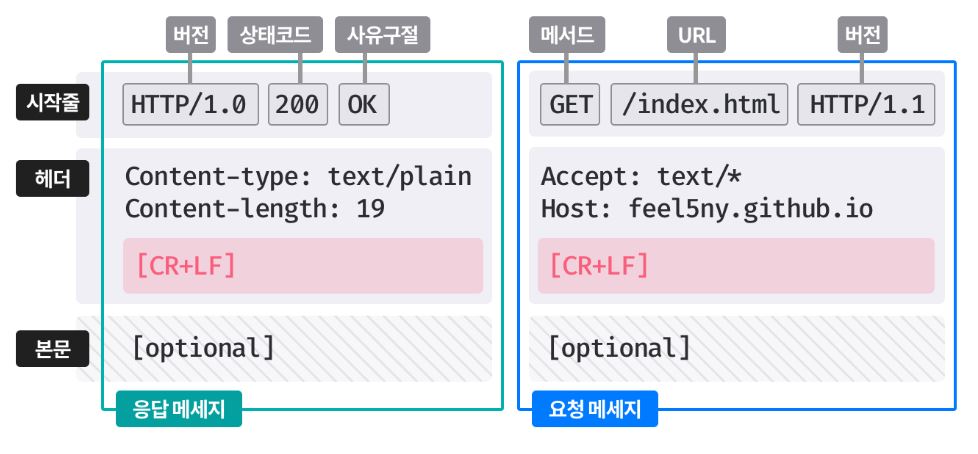 버전 상태코드 사유구절 메서드 URL 버전
시작줄 HTTP/1.0 200 OK GET /index.html HTTP/1.1
헤더 Content-type: text/plain
Content-length: 19
[CR+LF]
Accept: text/*
Host: feel5ny.github.io
[CR+LF]
본문 [optional] [optional]
응답 메세지 요청 메세지